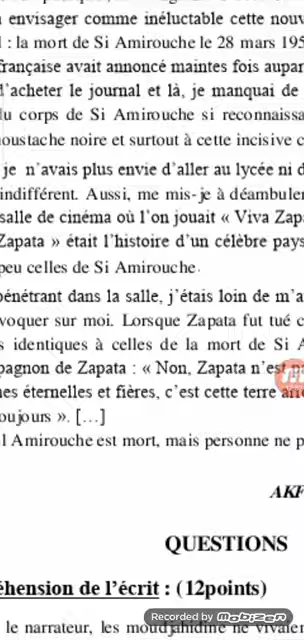 envisager comme inéluctable cette nouv
l : la mort de Si Amirouche le 28 mars 195
française avait annoncé maintes fois aupar
d'acheter le journal et là, je manquai de
du corps de Si Amirouche si reconnaissa
moustache noire et surtout à cette incisive c
je n'avais plus envie d'aller au lycée ni d
indifférent. Aussi, me mis-je à déambuler
salle de cinéma où l'on jouait « Viva Zapa
Zapata » était l'histoire d'un célèbre pays
peu celles de Si Amirouche.
pénétrant dans la salle, j'étais loin de m'a
voquer sur moi. Lorsque Zapata fut tué c
s identiques à celles de la mort de Si A
pagnon de Zapata : « Non, Zapata n'est pa
nes éternelles et fières, c'est cette terre
oujours ». […]
l Amirouche est mort, mais personne ne p
AKF
QUESTIONS
éhension de l'écrit : (12points)
le narrateur, les moudjahidine ne vivaien
Recorded by Mobizen